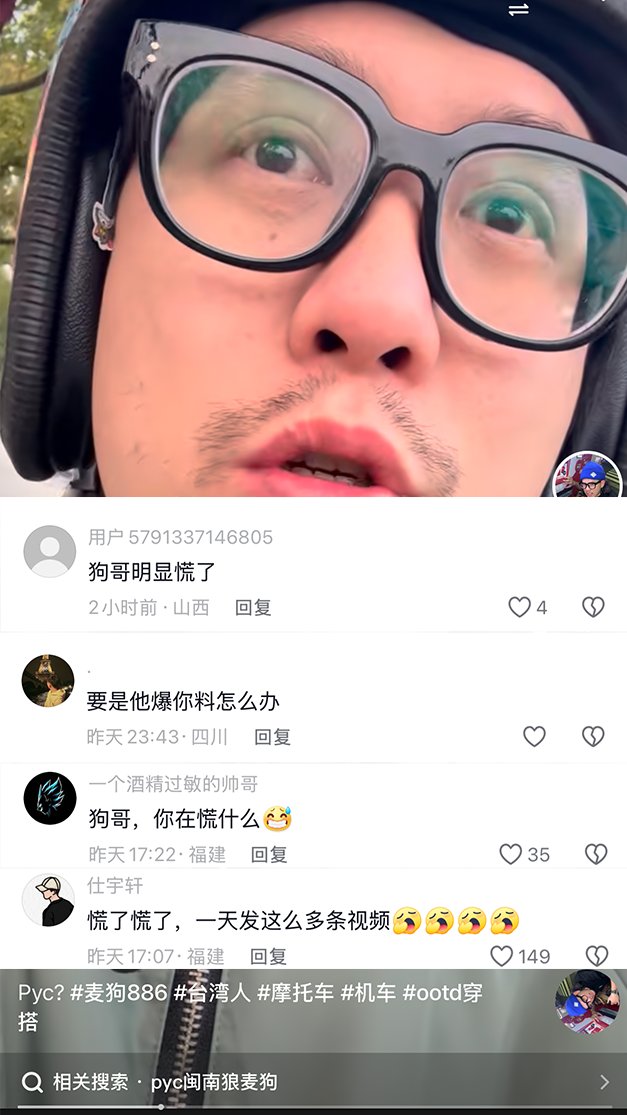 用户5791337146805
狗哥明显慌了
2小时前·山西 回复 4
.
要是他爆你料怎么办
昨天23:43·四川 回复
一个酒精过敏的帅哥
狗哥，你在慌什么😅
昨天17:22·福建 回复 35
仕宇轩
慌了慌了，一天发这么多条视频🥱🥱🥱🥱
昨天17:07·福建 回复 149
Pyc? #麦狗886 #台湾人 #摩托车 #机车 #ootd穿
搭
相关搜索 · pyc闽南狼麦狗